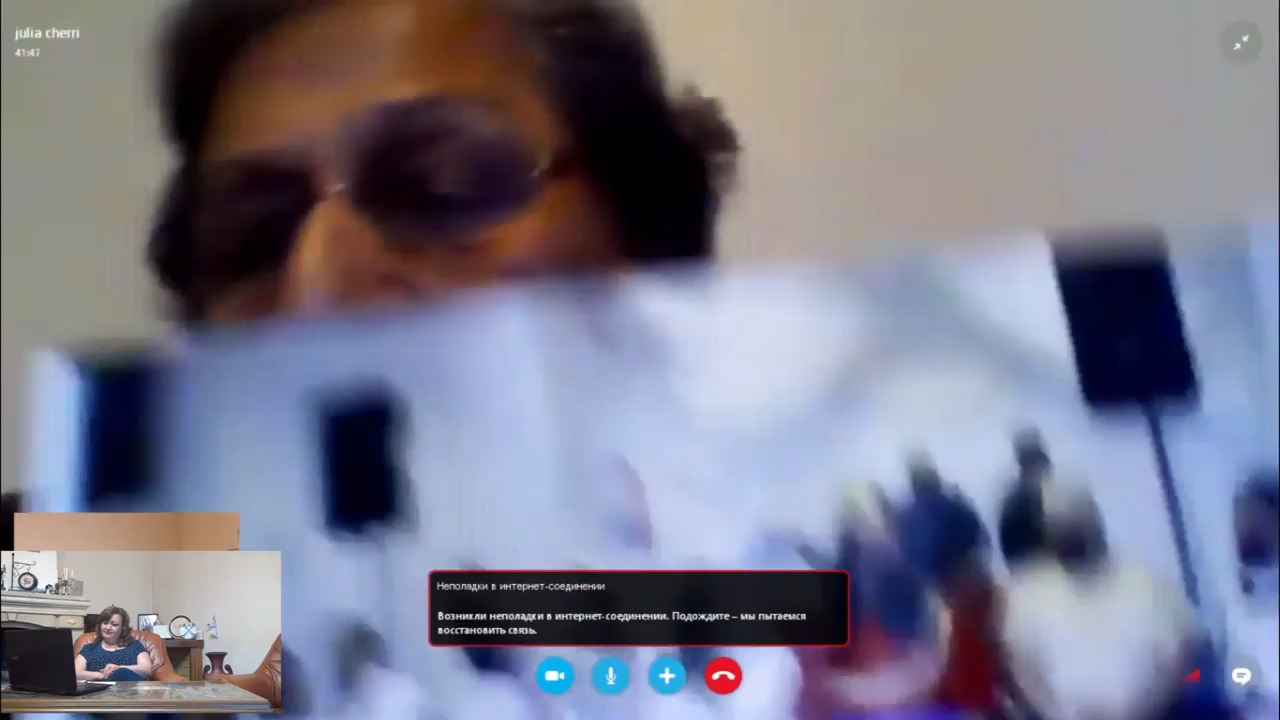 julia cherri
41:47
Неполадки в интернет-соединении
Возникли неполадки в интернет-соединении. Подождите – мы пытаемся
восстановить связь.